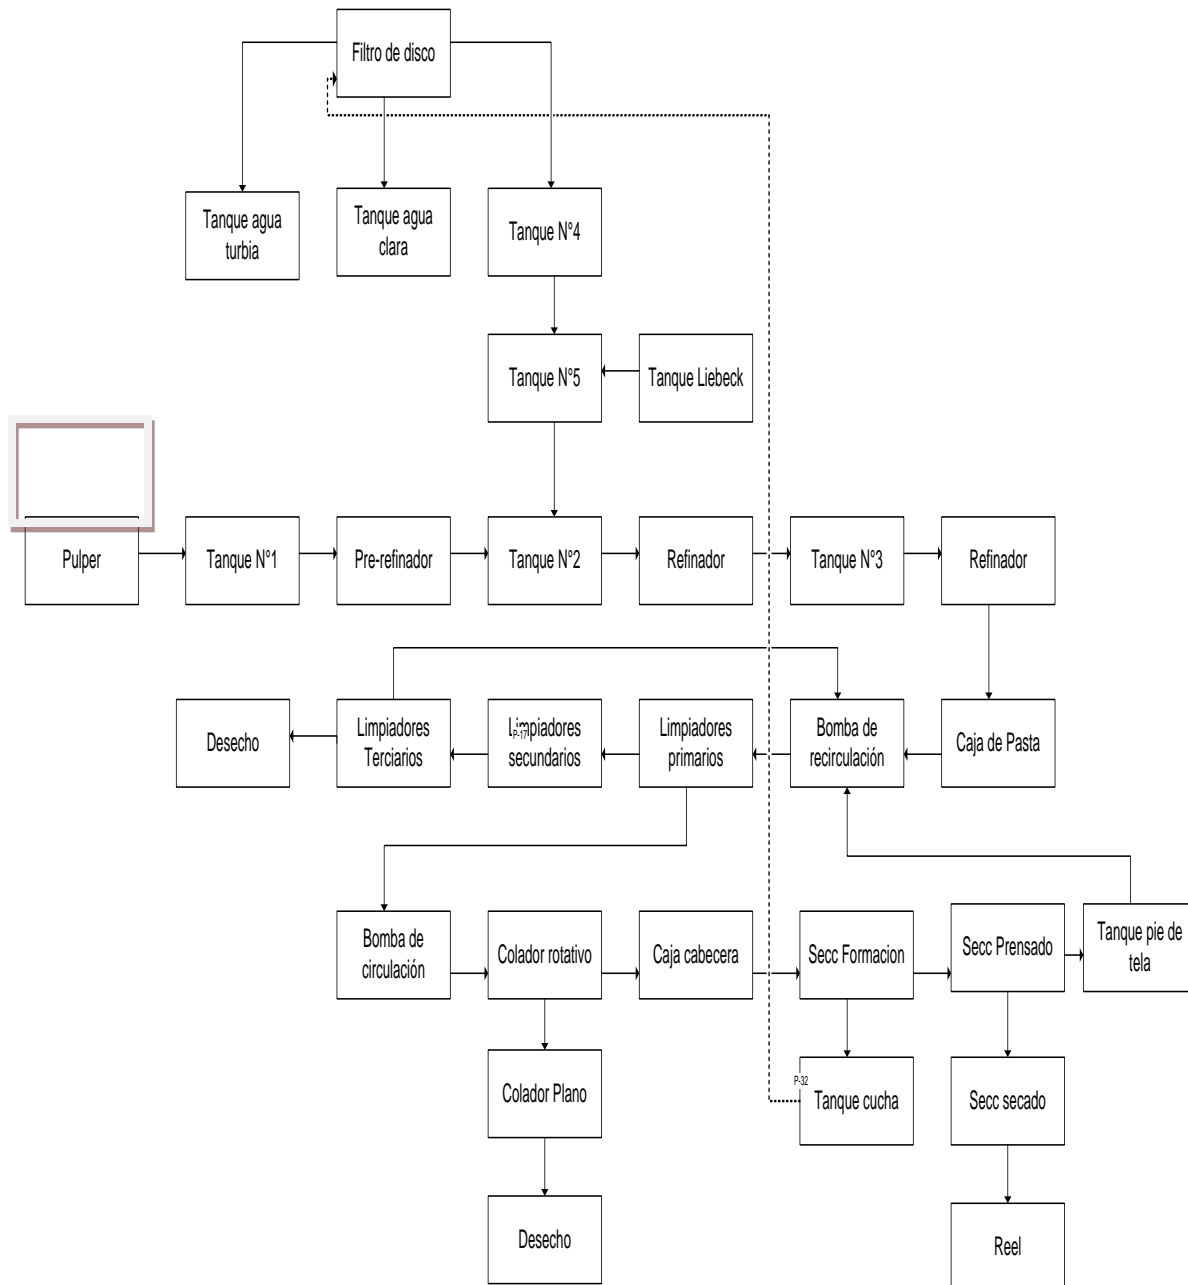 Filtro de disco
Tanque agua
turbia
Tanque agua
clara
Tanque N°4
Tanque N°5
Tanque Liebeck
Pulper
Tanque N°1
Pre-refinador
Tanque N°2
Refinador
Tanque N°3
Refinador
Desecho
Limpiadores
Terciarios
Limpiadores
secundarios
P-17
Limpiadores
primarios
Bomba de
recirculación
Caja de Pasta
Bomba de
circulación
Colador rotativo
Caja cabecera
Secc Formacion
Secc Prensado
Tanque pie de
tela
Colador Plano
P-32
Tanque cucha
Secc secado
Desecho
Reel